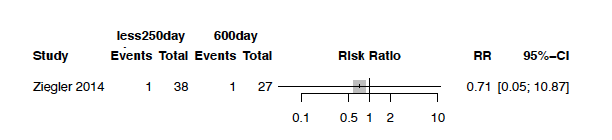 less250day 600day
Study Events Total Events Total Risk Ratio RR 95%−CI
Ziegler 2014 1 38 1 27 0.71 [0.05; 10.87]
0.1 0.5 1 2 10